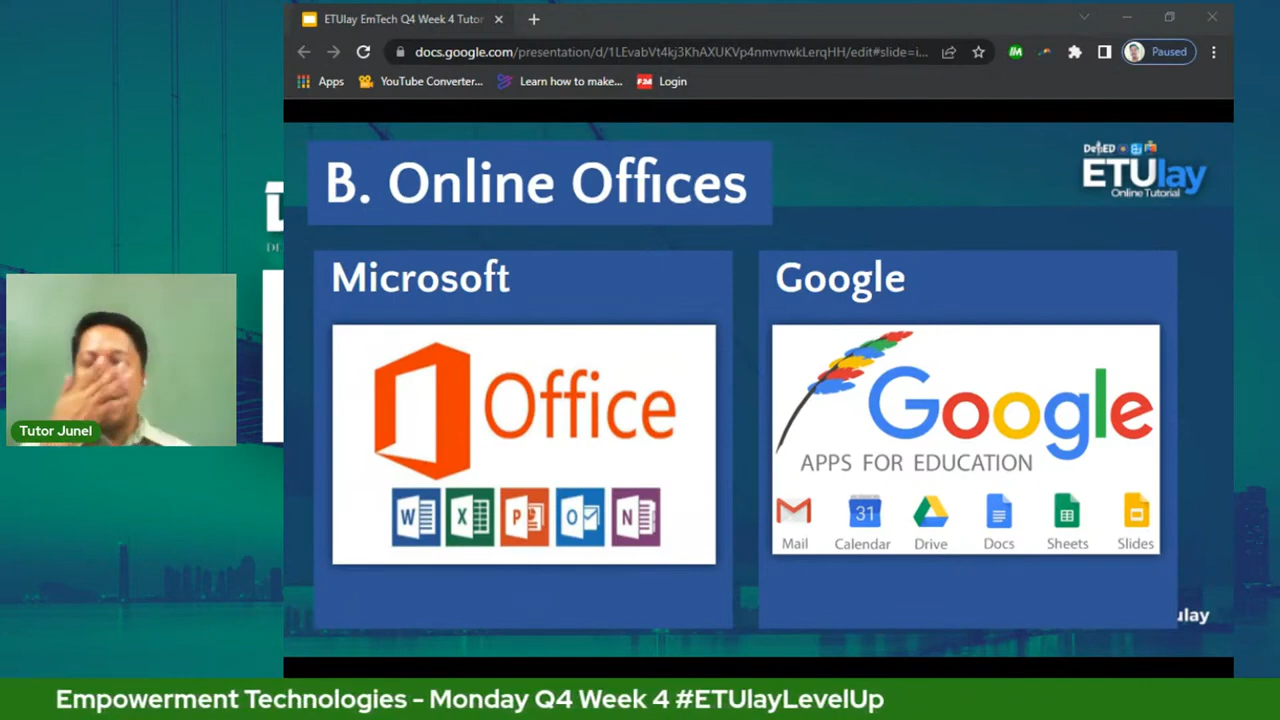 ETUlay EmTech Q4 Week 4 Tutor
docs.google.com/presentation/d/1LEvabVt4kj3KhAXUKVp4nmvnwkLerqHH/edit#slide=i...
Paused
Apps
YouTube Converter...
Learn how to make...
Login
B. Online Offices
DepED
ETUlay
Online Tutorial
Microsoft
Google
Office
W
X
P
O
N
Google
APPS FOR EDUCATION
31
Mail
Calendar
Drive
Docs
Sheets
Slides
Tutor Junel
ulay
Empowerment Technologies - Monday Q4 Week 4 #ETUlayLevelUp